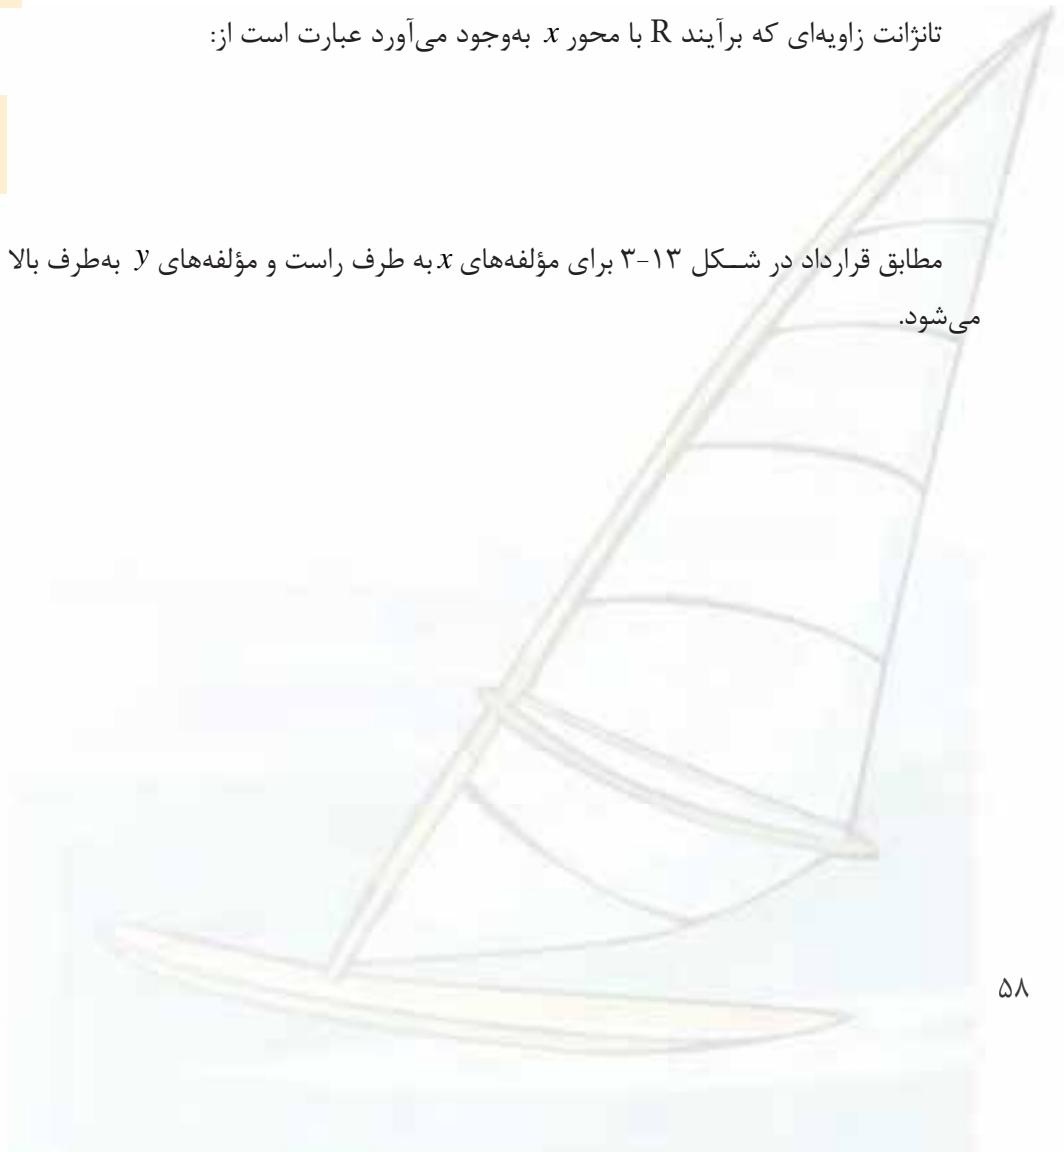 تانژانت زاویه‌ای که برآیند R با محور x به‌وجود می‌آورد عبارت است از:
مطابق قرارداد در شکل ۱۳-۳ برای مؤلفه‌های x به طرف راست و مؤلفه‌های y به‌طرف بالا
می‌شود.
۵۸